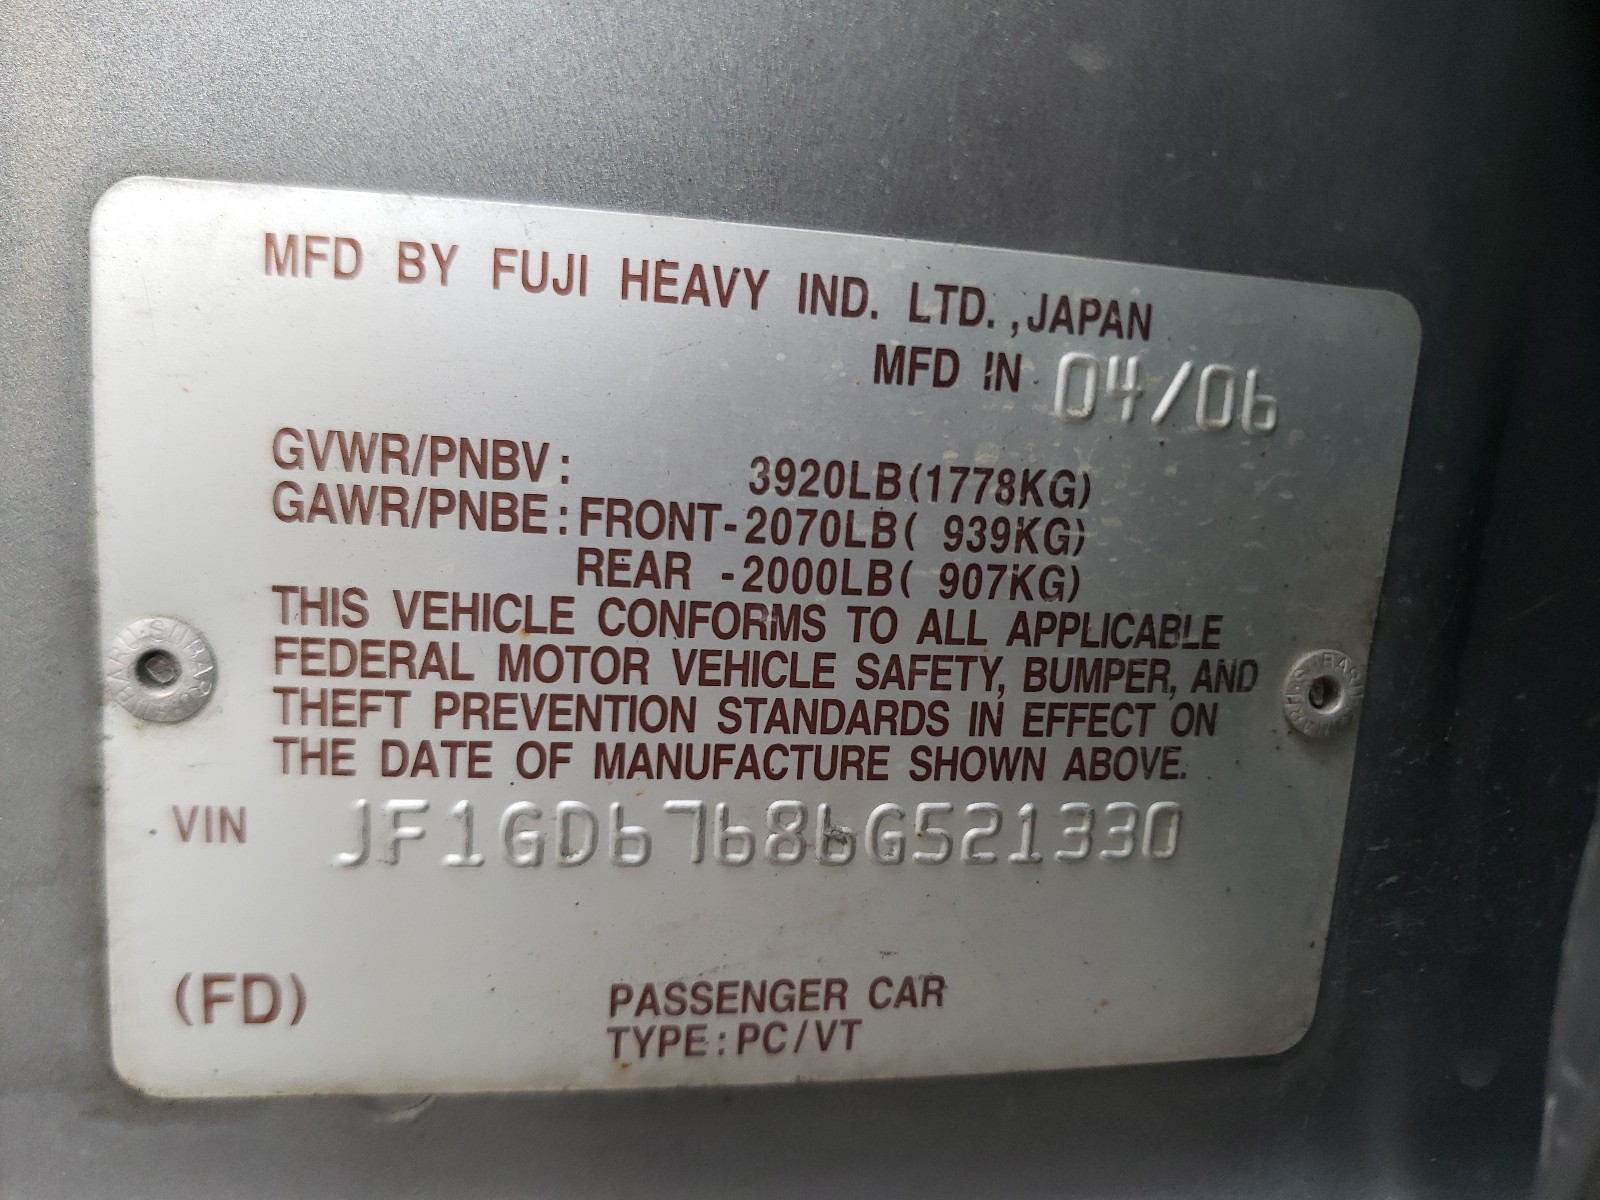 MFD BY FUJI HEAVY IND. LTD.,JAPAN
MFD IN 04/06
GVWR/PNBV: 3920LB(1778KG)
GAWR/PNBE:FRONT-2070LB( 939KG)
REAR -2000LB( 907KG)
THIS VEHICLE CONFORMS TO ALL APPLICABLE
FEDERAL MOTOR VEHICLE SAFETY, BUMPER, AND
THEFT PREVENTION STANDARDS IN EFFECT ON
THE DATE OF MANUFACTURE SHOWN ABOVE.
VIN JF1GD67686G521330
(FD) PASSENGER CAR
TYPE:PC/VT